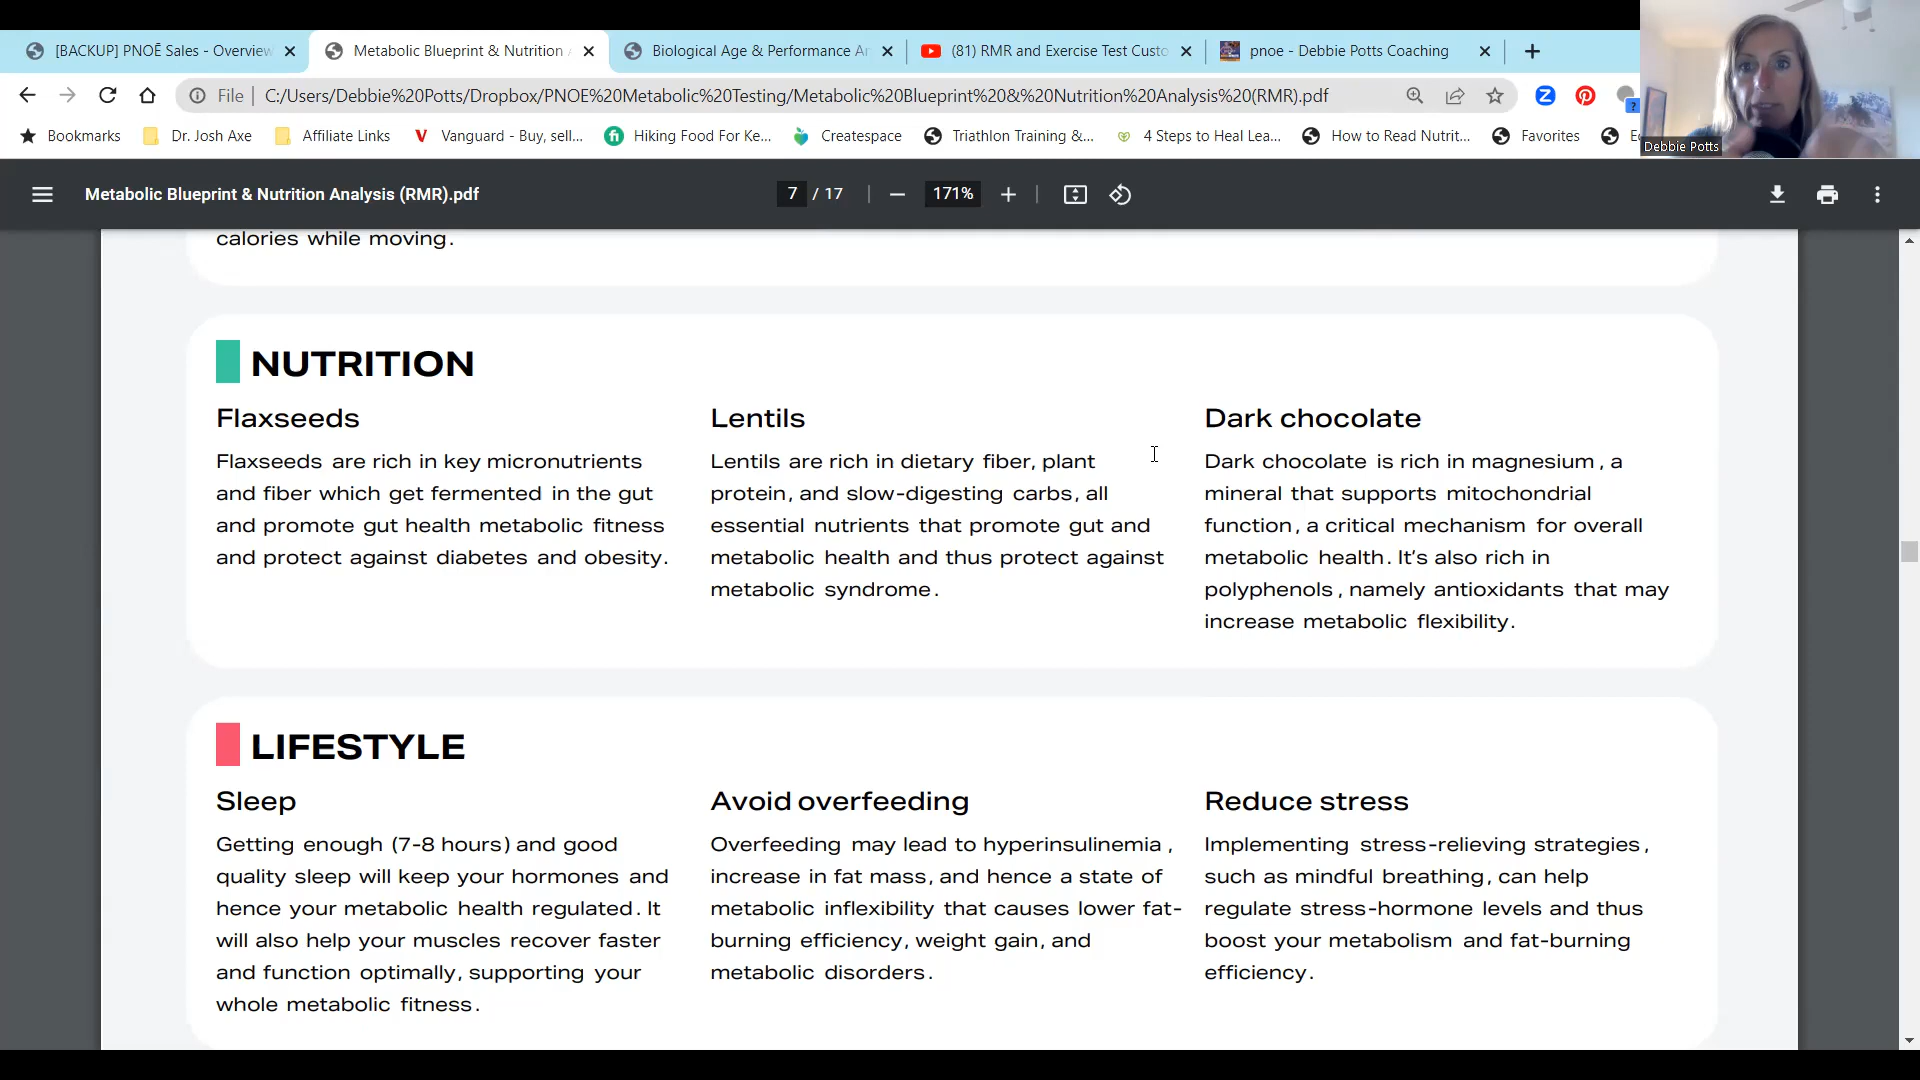 [BACKUP] PNOĒ Sales - Overview
Metabolic Blueprint & Nutrition
Biological Age & Performance An
(81) RMR and Exercise Test Custo
pnoe - Debbie Potts Coaching
File
C:/Users/Debbie%20Potts/Dropbox/PNOE%20Metabolic%20Testing/Metabolic%20Blueprint%20&%20Nutrition%20Analysis%20(RMR).pdf
Bookmarks
Dr. Josh Axe
Affiliate Links
Vanguard - Buy, sell...
Hiking Food For Ke...
Createspace
Triathlon Training &...
4 Steps to Heal Lea...
How to Read Nutrit...
Favorites
Debbie Potts
Metabolic Blueprint & Nutrition Analysis (RMR).pdf
7 / 17
171%
calories while moving.
NUTRITION
Flaxseeds
Flaxseeds are rich in key micronutrients
and fiber which get fermented in the gut
and promote gut health metabolic fitness
and protect against diabetes and obesity.
Lentils
Lentils are rich in dietary fiber, plant
protein, and slow-digesting carbs, all
essential nutrients that promote gut and
metabolic health and thus protect against
metabolic syndrome.
Dark chocolate
Dark chocolate is rich in magnesium, a
mineral that supports mitochondrial
function, a critical mechanism for overall
metabolic health. It's also rich in
polyphenols, namely antioxidants that may
increase metabolic flexibility.
LIFESTYLE
Sleep
Getting enough (7-8 hours) and good
quality sleep will keep your hormones and
hence your metabolic health regulated. It
will also help your muscles recover faster
and function optimally, supporting your
whole metabolic fitness.
Avoid overfeeding
Overfeeding may lead to hyperinsulinemia,
increase in fat mass, and hence a state of
metabolic inflexibility that causes lower fat-
burning efficiency, weight gain, and
metabolic disorders.
Reduce stress
Implementing stress-relieving strategies,
such as mindful breathing, can help
regulate stress-hormone levels and thus
boost your metabolism and fat-burning
efficiency.